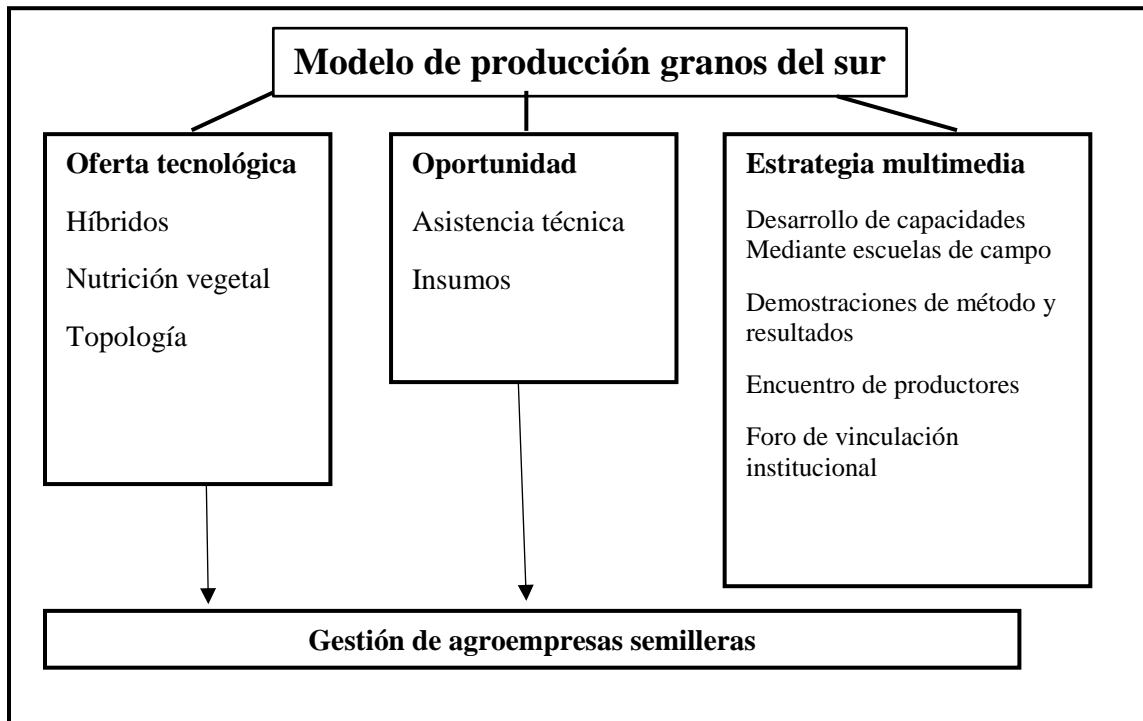 Modelo de producción granos del sur
Oferta tecnológica
Híbridos
Nutrición vegetal
Topología
Oportunidad
Asistencia técnica
Insumos
Estrategia multimedia
Desarrollo de capacidades
Mediante escuelas de campo
Demostraciones de método y
resultados
Encuentro de productores
Foro de vinculación
institucional
Gestión de agroempresas semilleras